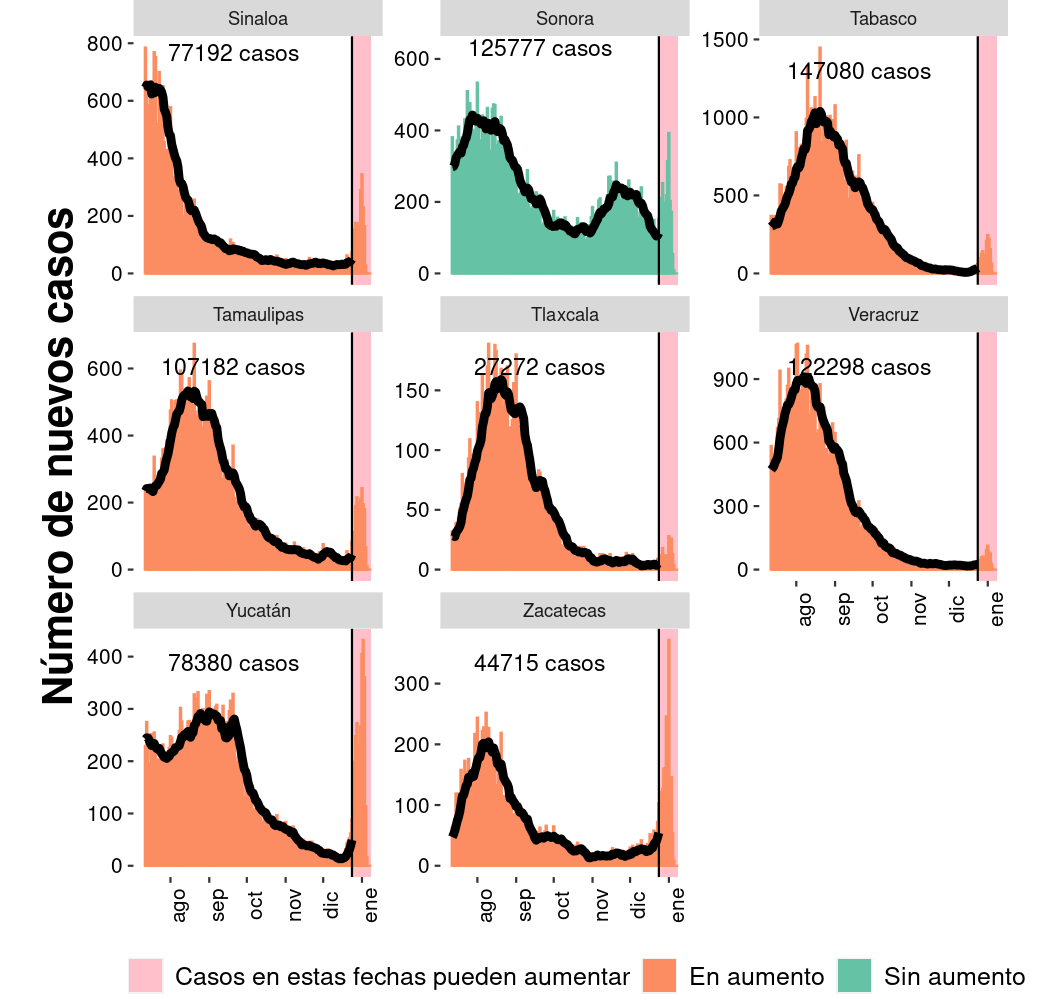 Número de nuevos casos
Sinaloa
77192 casos
800
600
400
200
0
Sonora
125777 casos
600
400
200
0
Tabasco
147080 casos
1500
1000
500
0
Tamaulipas
107182 casos
600
400
200
0
Tlaxcala
27272 casos
150
100
50
0
Veracruz
122298 casos
900
600
300
0
ago sep oct nov dic ene
Yucatán
78380 casos
400
300
200
100
0
ago sep oct nov dic ene
Zacatecas
44715 casos
300
200
100
0
ago sep oct nov dic ene
Casos en estas fechas pueden aumentar En aumento Sin aumento